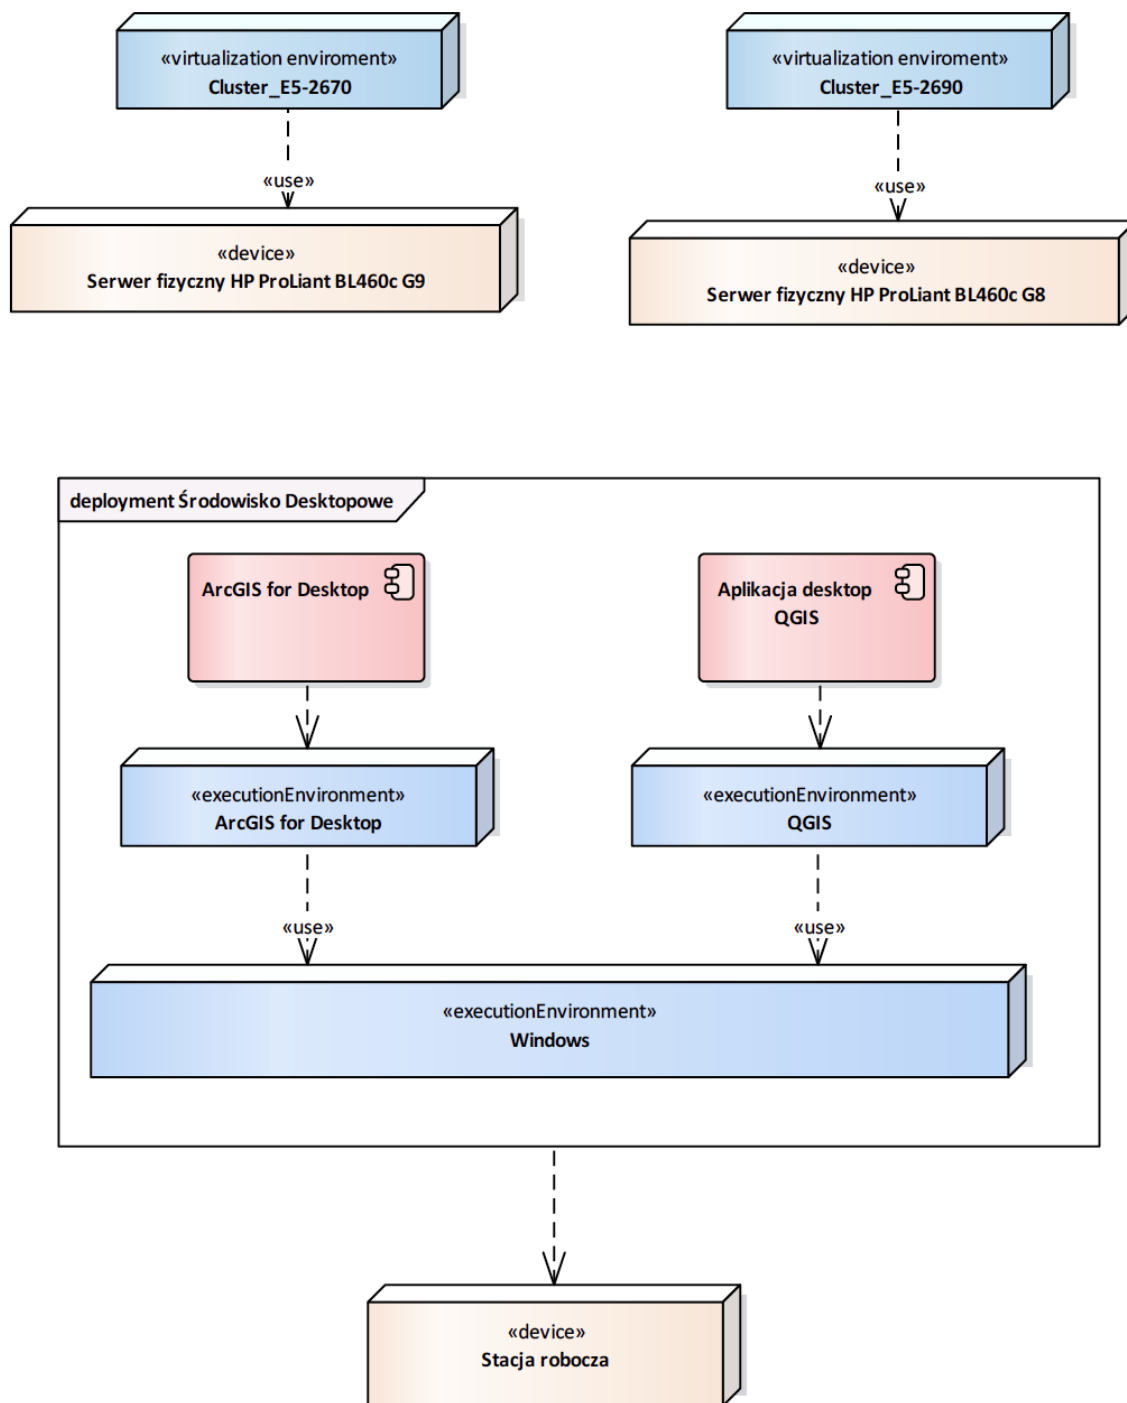 «virtualization enviroment»
Cluster_E5-2670
«virtualization enviroment»
Cluster_E5-2690
«use»
«use»
«device»
Serwer fizyczny HP ProLiant BL460c G9
«device»
Serwer fizyczny HP ProLiant BL460c G8
deployment Środowisko Desktopowe
ArcGIS for Desktop
Aplikacja desktop
QGIS
«executionEnvironment»
ArcGIS for Desktop
«executionEnvironment»
QGIS
«use»
«use»
«executionEnvironment»
Windows
«device»
Stacja robocza